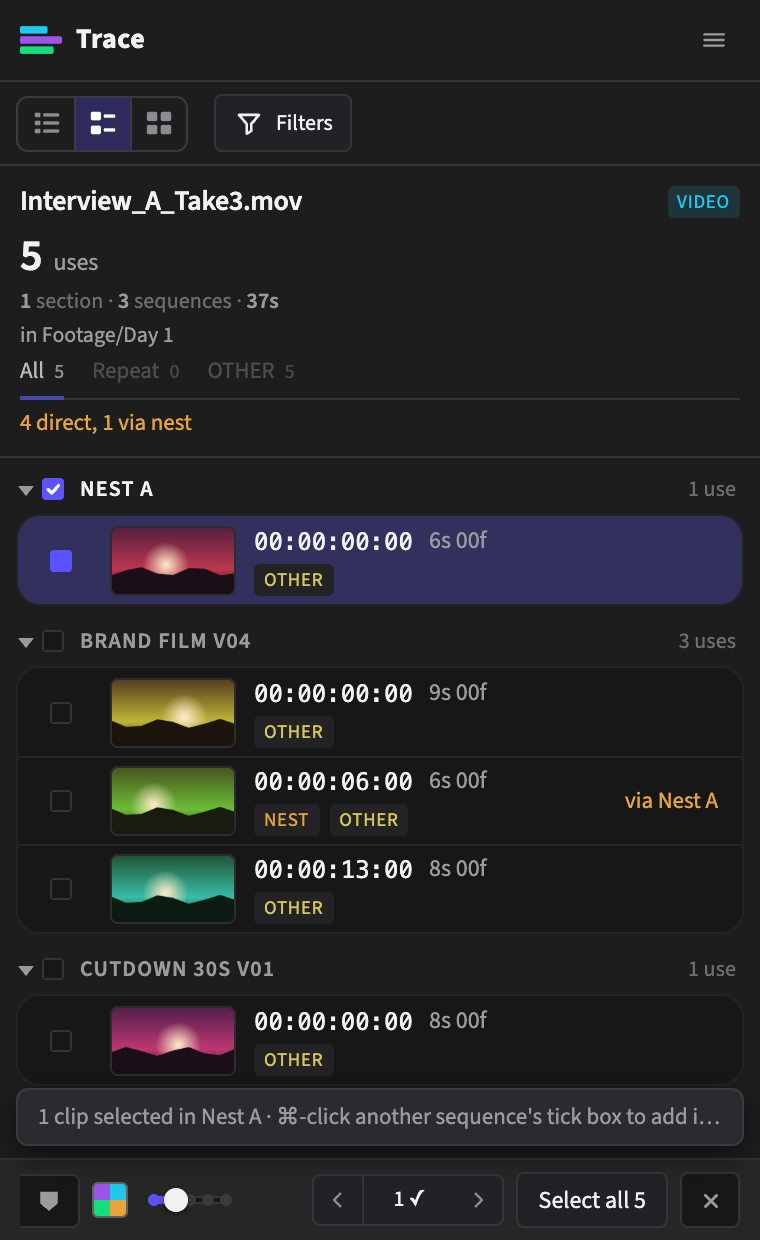 Trace
Filters
Interview_A_Take3.mov
VIDEO
5 uses
1 section · 3 sequences · 37s
in Footage/Day 1
All 5 Repeat 0 OTHER 5
4 direct, 1 via nest
NEST A 1 use
00:00:00:00 6s 00f
OTHER
BRAND FILM V04 3 uses
00:00:00:00 9s 00f
OTHER
00:00:06:00 6s 00f
NEST OTHER via Nest A
00:00:13:00 8s 00f
OTHER
CUTDOWN 30S V01 1 use
00:00:00:00 8s 00f
OTHER
1 clip selected in Nest A · ⌘-click another sequence's tick box to add i…
1 ✓ Select all 5